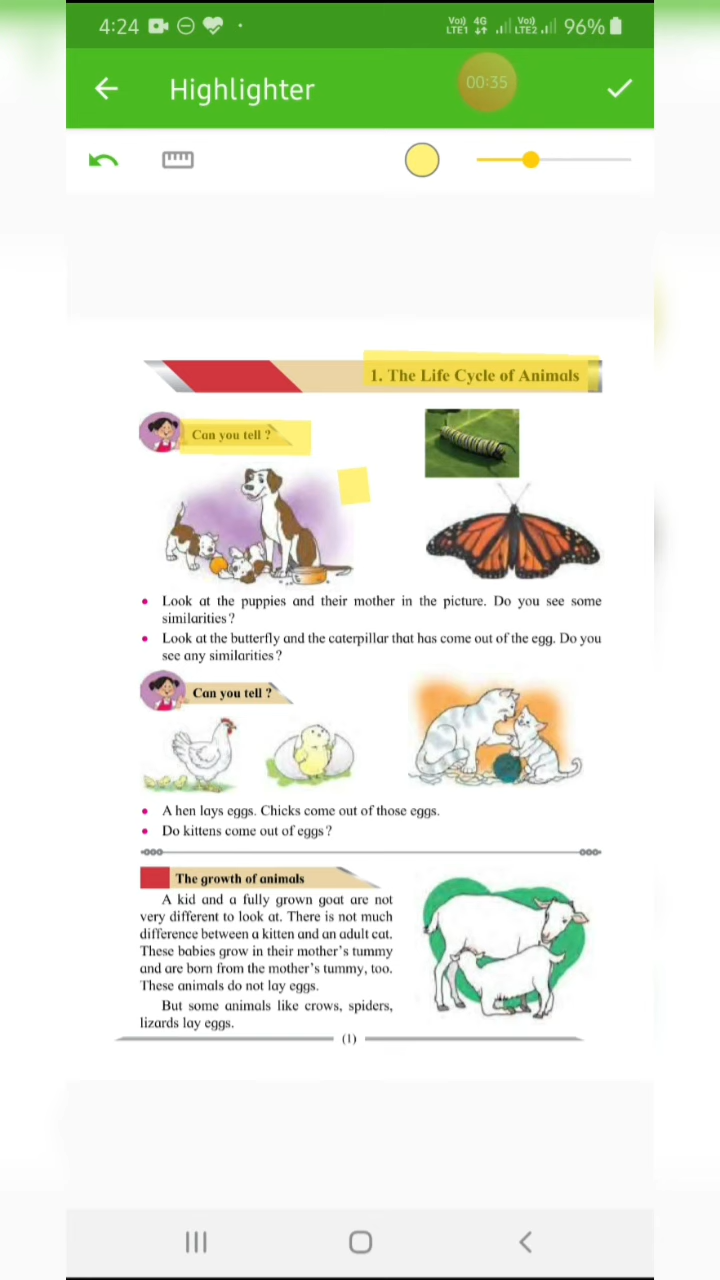 4:24
Vo)) 4G Vo)) 96%
LTE1 LTE2
Highlighter
00:35
1. The Life Cycle of Animals
Can you tell ?
• Look at the puppies and their mother in the picture. Do you see some
similarities ?
• Look at the butterfly and the caterpillar that has come out of the egg. Do you
see any similarities ?
Can you tell ?
• A hen lays eggs. Chicks come out of those eggs.
• Do kittens come out of eggs ?
The growth of animals
A kid and a fully grown goat are not
very different to look at. There is not much
difference between a kitten and an adult cat.
These babies grow in their mother's tummy
and are born from the mother's tummy, too.
These animals do not lay eggs.
But some animals like crows, spiders,
lizards lay eggs.
(1)